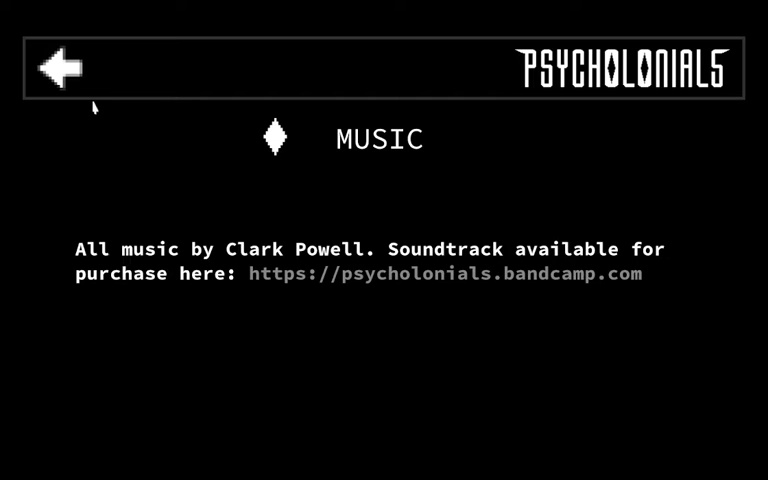 PSYCHOLONIALS
MUSIC
All music by Clark Powell. Soundtrack available for
purchase here: https://psycholonials.bandcamp.com